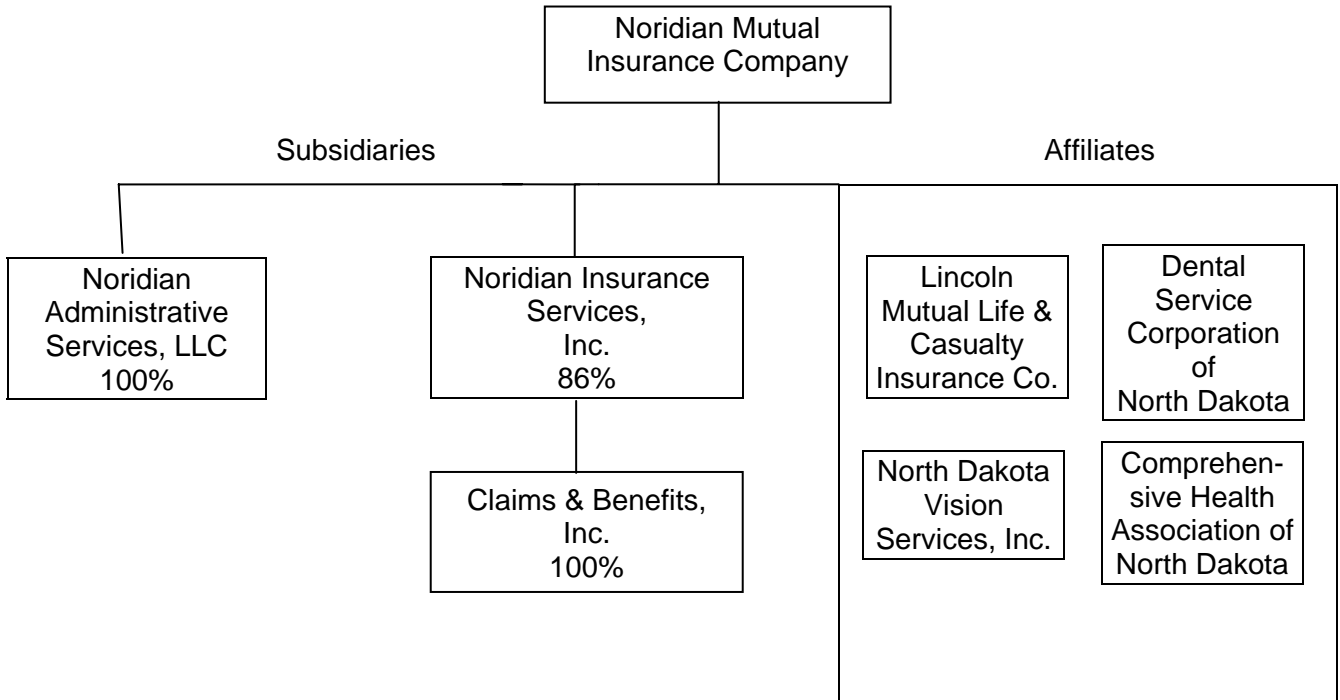 Noridian Mutual
Insurance Company
Subsidiaries
Affiliates
Noridian
Administrative
Services, LLC
100%
Noridian Insurance
Services,
Inc.
86%
Claims & Benefits,
Inc.
100%
Lincoln
Mutual Life &
Casualty
Insurance Co.
Dental
Service
Corporation
of
North Dakota
North Dakota
Vision
Services, Inc.
Comprehen-
sive Health
Association of
North Dakota